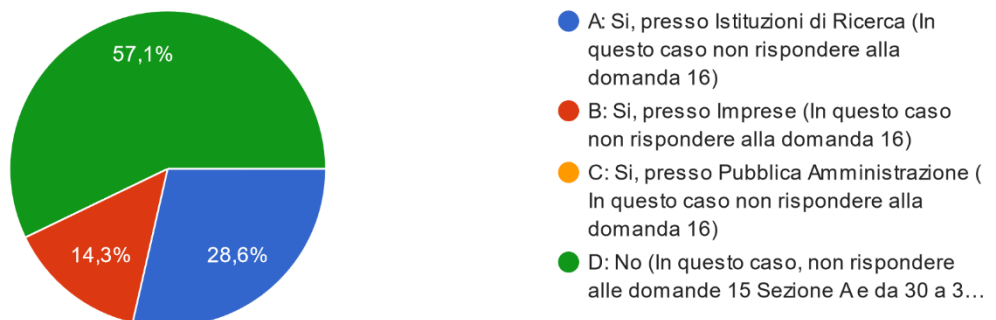 57,1%
14,3%
28,6%
A: Si, presso Istituzioni di Ricerca (In
questo caso non rispondere alla
domanda 16)
B: Si, presso Imprese (In questo caso
non rispondere alla domanda 16)
C: Si, presso Pubblica Amministrazione (
In questo caso non rispondere alla
domanda 16)
D: No (In questo caso, non rispondere
alle domande 15 Sezione A e da 30 a 3…